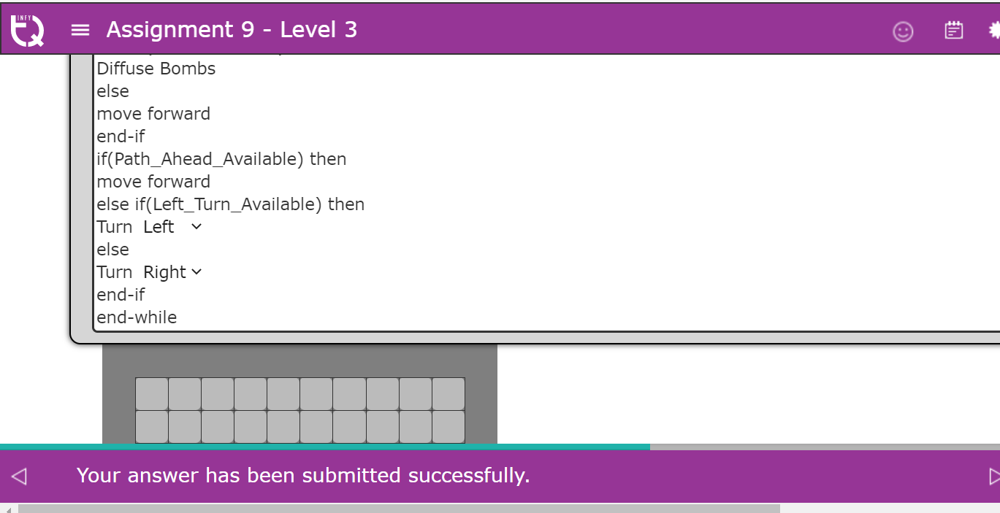 INFY
Assignment 9 - Level 3
Diffuse Bombs
else
move forward
end-if
if(Path_Ahead_Available) then
move forward
else if(Left_Turn_Available) then
Turn Left
else
Turn Right
end-if
end-while
Your answer has been submitted successfully.